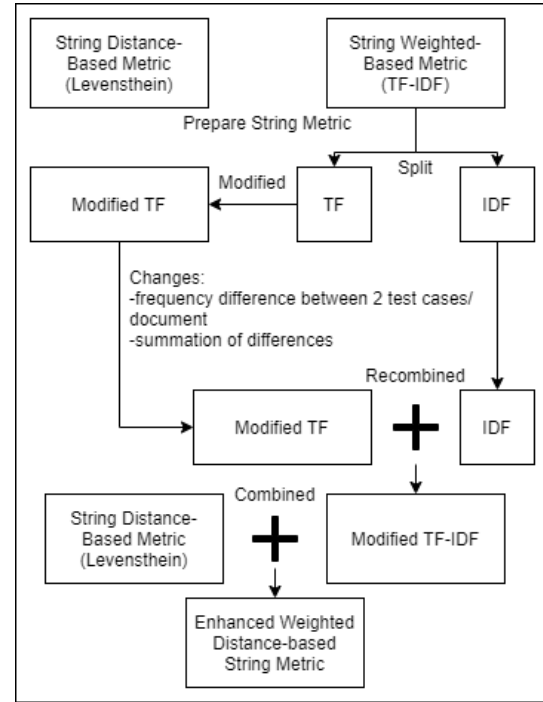 String Distance-
Based Metric
(Levensthein)
String Weighted-
Based Metric
(TF-IDF)
Prepare String Metric
Split
Modified TF
Modified
TF
IDF
Changes:
-frequency difference between 2 test cases/
document
-summation of differences
Recombined
Modified TF
IDF
Combined
String Distance-
Based Metric
(Levensthein)
Modified TF-IDF
Enhanced Weighted
Distance-based
String Metric